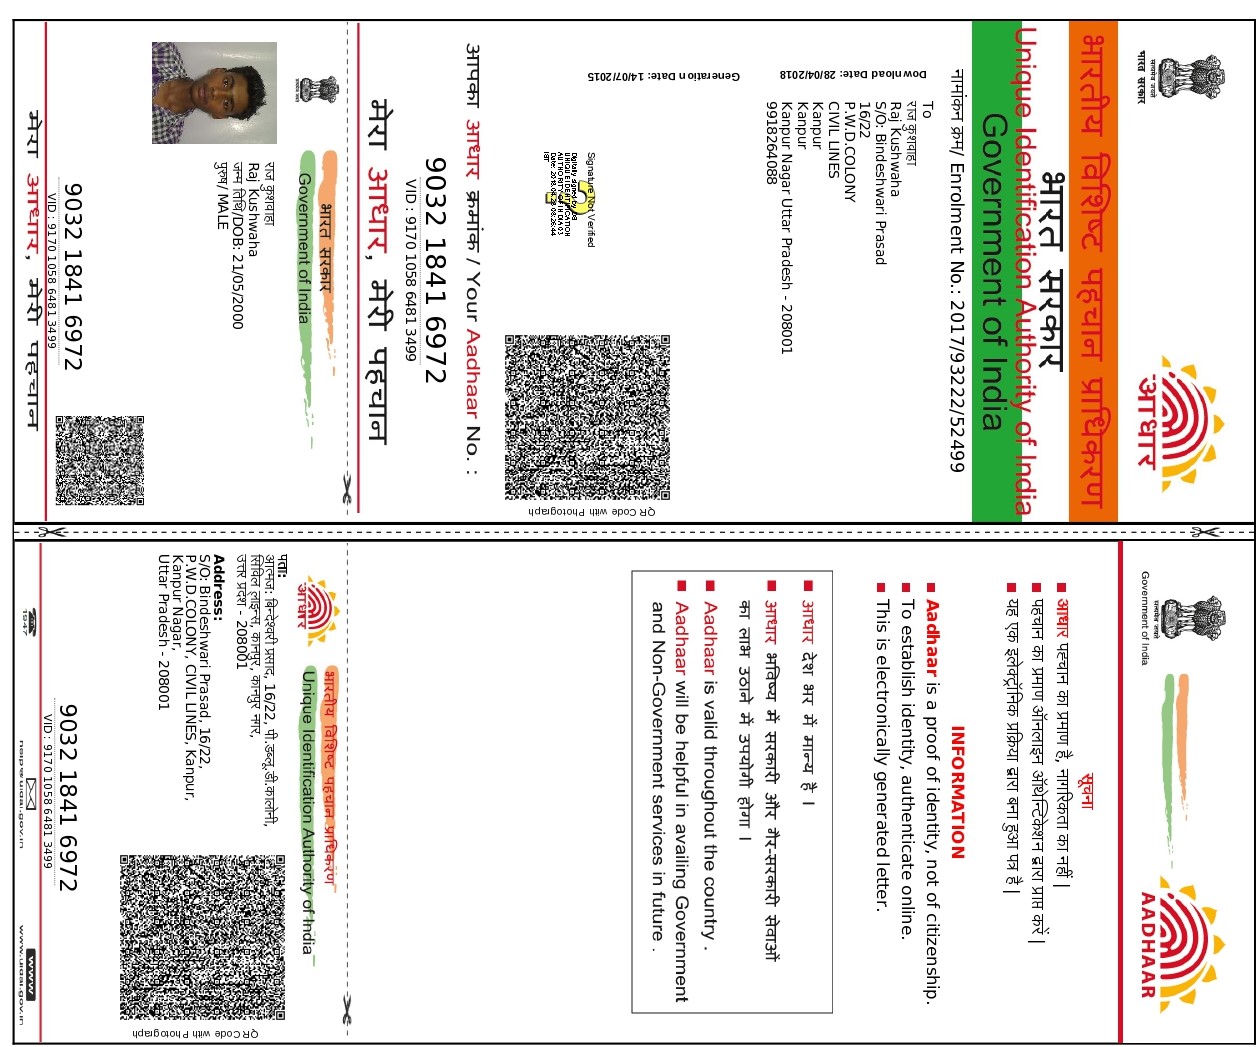 सत्यमेव जयते
भारत सरकार
आधार
भारतीय विशिष्ट पहचान प्राधिकरण
भारत सरकार
Unique Identification Authority of India
Government of India
नामांकन क्रम/ Enrolment No.: 2017/93222/52499
To
राज कुशवाहा
Raj Kushwaha
S/O: Bindeshwari Prasad
16/22
P.W.D.COLONY
CIVIL LINES
Kanpur
Kanpur
Kanpur Nagar Uttar Pradesh - 208001
9918264088
Download Date: 28/04/2018
Generation Date: 14/07/2015
Signature Not Verified
Digitally signed by DS
UNIQUE IDENTIFICATION
AUTHORITY OF INDIA 03
Date: 2018.04.28 08:26:44
IST
QR Code with Photograph
आपका आधार क्रमांक / Your Aadhaar No. :
9032 1841 6972
VID : 9170 1058 6481 3499
मेरा आधार, मेरी पहचान
सत्यमेव जयते
Government of India
AADHAAR
सूचना
आधार पहचान का प्रमाण है, नागरिकता का नहीं |
पहचान का प्रमाण ऑनलाइन ऑथेन्टिकेशन द्वारा प्राप्त करें |
यह एक इलेक्ट्रॉनिक प्रक्रिया द्वारा बना हुआ पत्र है |
INFORMATION
Aadhaar is a proof of identity, not of citizenship.
To establish identity, authenticate online.
This is electronically generated letter.
आधार देश भर में मान्य है ।
आधार भविष्य में सरकारी और गैर-सरकारी सेवाओं
का लाभ उठाने में उपयोगी होगा ।
Aadhaar is valid throughout the country .
Aadhaar will be helpful in availing Government
and Non-Government services in future .
सत्यमेव जयते
भारत सरकार
Government of India
राज कुशवाहा
Raj Kushwaha
जन्म तिथि/DOB: 21/05/2000
पुरुष/ MALE
9032 1841 6972
VID : 9170 1058 6481 3499
मेरा आधार, मेरी पहचान
आधार
भारतीय विशिष्ट पहचान प्राधिकरण
Unique Identification Authority of India
पता:
आत्मज: बिन्देश्वरी प्रसाद, 16/22, पी.डब्लू.डी.कालोनी,
सिविल लाइन्स, कानपुर, कानपुर नगर,
उत्तर प्रदेश - 208001
Address:
S/O: Bindeshwari Prasad, 16/22,
P.W.D.COLONY, CIVIL LINES, Kanpur,
Kanpur Nagar,
Uttar Pradesh - 208001
QR Code with Photograph
9032 1841 6972
VID : 9170 1058 6481 3499
1947
help@uidai.gov.in
www
www.uidai.gov.in